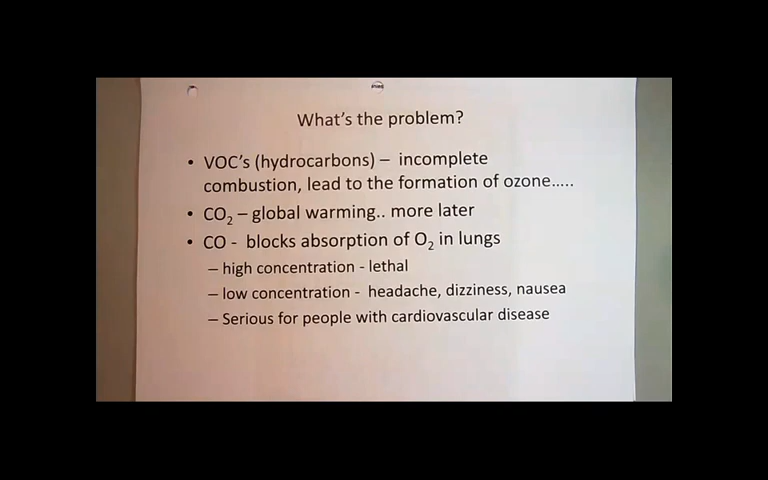 What's the problem?
• VOC's (hydrocarbons) – incomplete
combustion, lead to the formation of ozone.....
• CO2 – global warming.. more later
• CO - blocks absorption of O2 in lungs
– high concentration - lethal
– low concentration - headache, dizziness, nausea
– Serious for people with cardiovascular disease